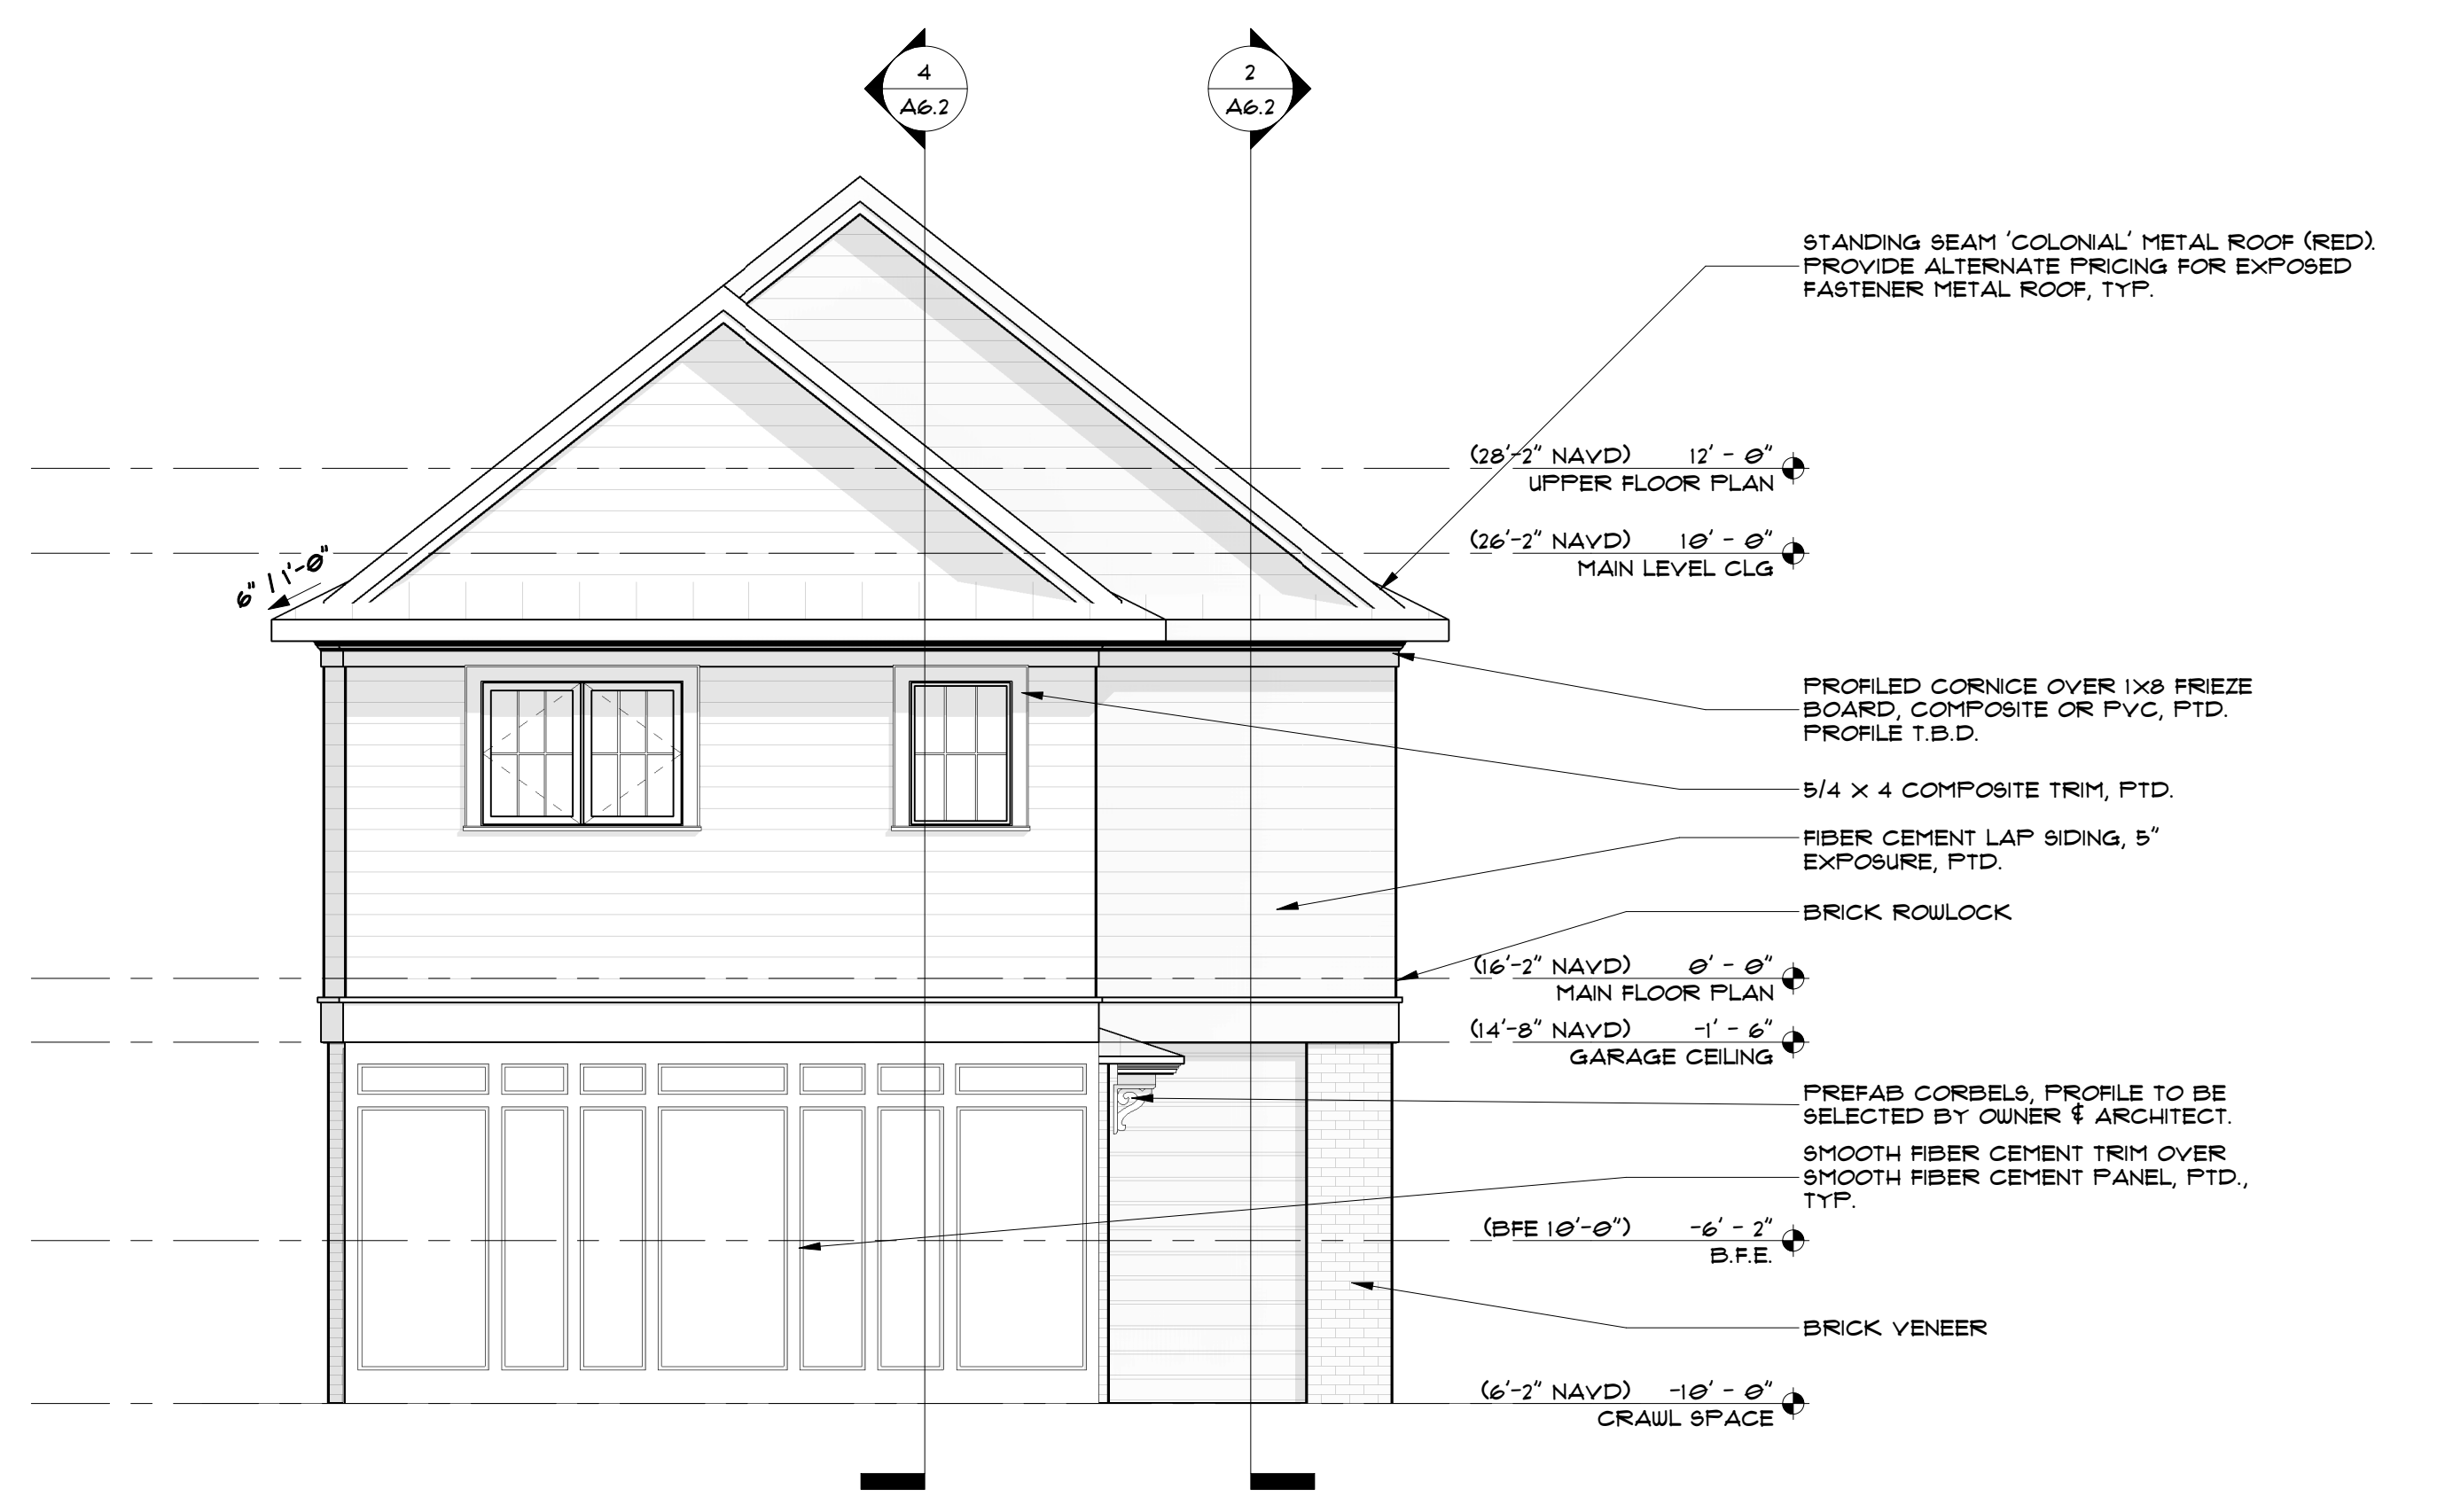 4
A6.2
2
A6.2
STANDING SEAM 'COLONIAL' METAL ROOF (RED).
PROVIDE ALTERNATE PRICING FOR EXPOSED
FASTENER METAL ROOF, TYP.
(28'-2" NAVD) 12' - 0"
UPPER FLOOR PLAN
(26'-2" NAVD) 10' - 0"
MAIN LEVEL CLG
6" / 1'-0"
PROFILED CORNICE OVER 1X8 FRIEZE
BOARD, COMPOSITE OR PVC, PTD.
PROFILE T.B.D.
5/4 X 4 COMPOSITE TRIM, PTD.
FIBER CEMENT LAP SIDING, 5"
EXPOSURE, PTD.
BRICK ROWLOCK
(16'-2" NAVD) 0' - 0"
MAIN FLOOR PLAN
(14'-8" NAVD) -1' - 6"
GARAGE CEILING
PREFAB CORBELS, PROFILE TO BE
SELECTED BY OWNER & ARCHITECT.
SMOOTH FIBER CEMENT TRIM OVER
SMOOTH FIBER CEMENT PANEL, PTD.,
TYP.
(BFE 10'-0") -6' - 2"
B.F.E.
BRICK VENEER
(6'-2" NAVD) -10' - 0"
CRAWL SPACE